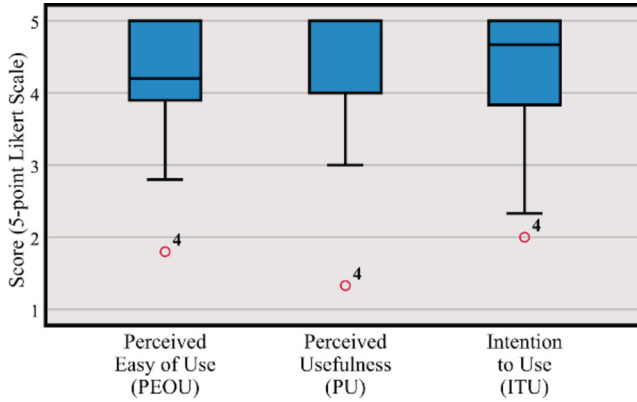 Score (5-point Likert Scale)
5
4
3
2
1
4
4
4
Perceived
Easy of Use
(PEOU)
Perceived
Usefulness
(PU)
Intention
to Use
(ITU)